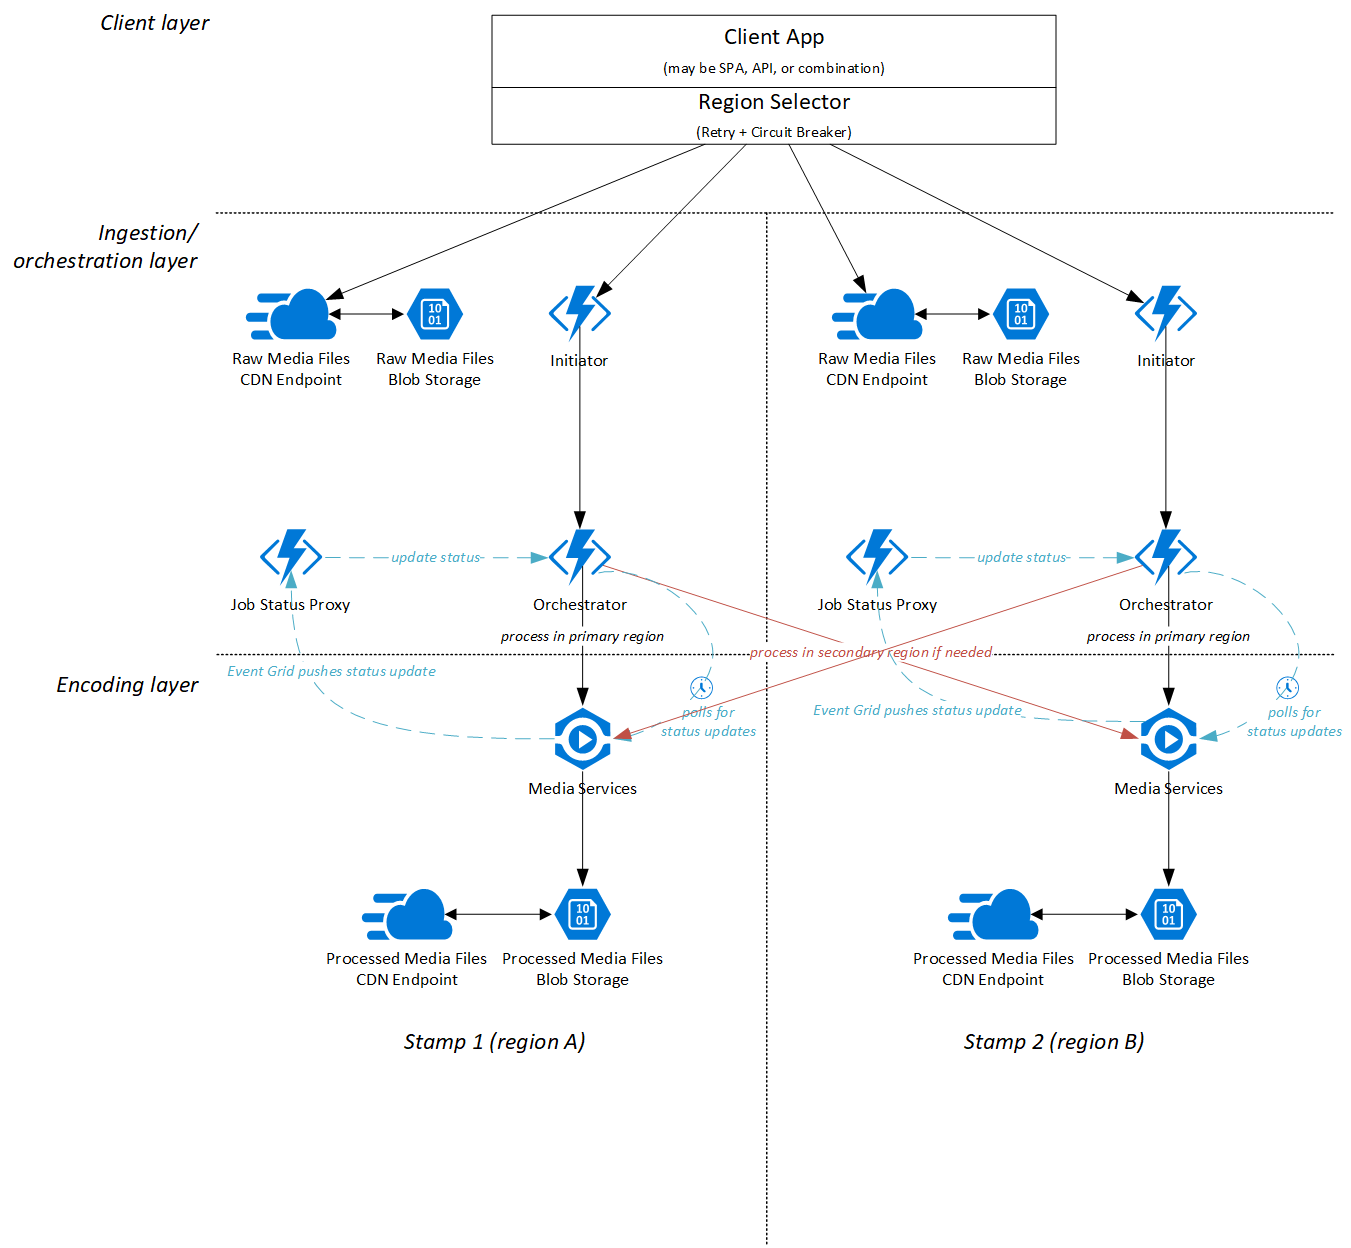 Client layer
Client App
(may be SPA, API, or combination)
Region Selector
(Retry + Circuit Breaker)
Ingestion/
orchestration layer
Raw Media Files
CDN Endpoint
10
01
Raw Media Files
Blob Storage
Initiator
Raw Media Files
CDN Endpoint
10
01
Raw Media Files
Blob Storage
Initiator
Job Status Proxy
update status
Orchestrator
process in primary region
Job Status Proxy
update status
Orchestrator
process in primary region
process in secondary region if needed
Encoding layer
Event Grid pushes status update
polls for
status updates
Media Services
Event Grid pushes status update
polls for
status updates
Media Services
Processed Media Files
CDN Endpoint
10
01
Processed Media Files
Blob Storage
Processed Media Files
CDN Endpoint
10
01
Processed Media Files
Blob Storage
Stamp 1 (region A)
Stamp 2 (region B)